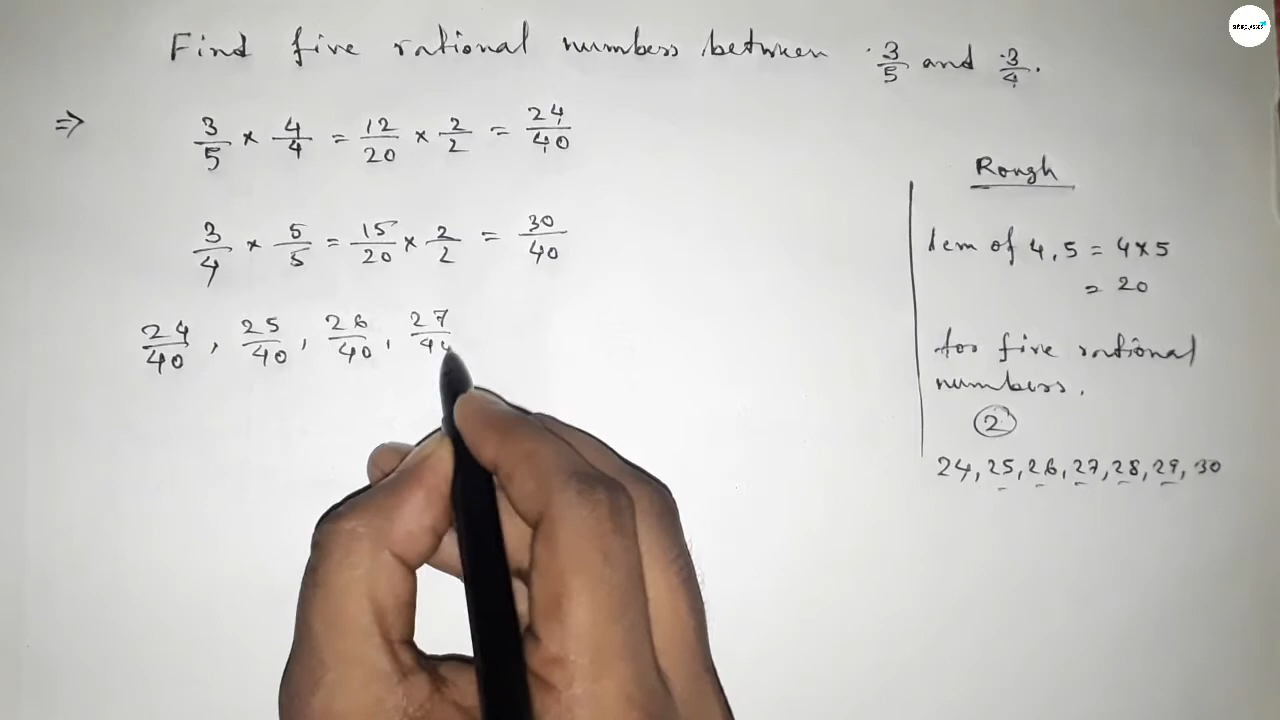 Find five rational numbers between 3/5 and 3/4.
⇒ 3/5 × 4/4 = 12/20 × 2/2 = 24/40
3/4 × 5/5 = 15/20 × 2/2 = 30/40
24/40, 25/40, 26/40, 27/4
Rough
lcm of 4,5 = 4×5
= 20
for five rational
numbers.
2
24, 25, 26, 27, 28, 29, 30